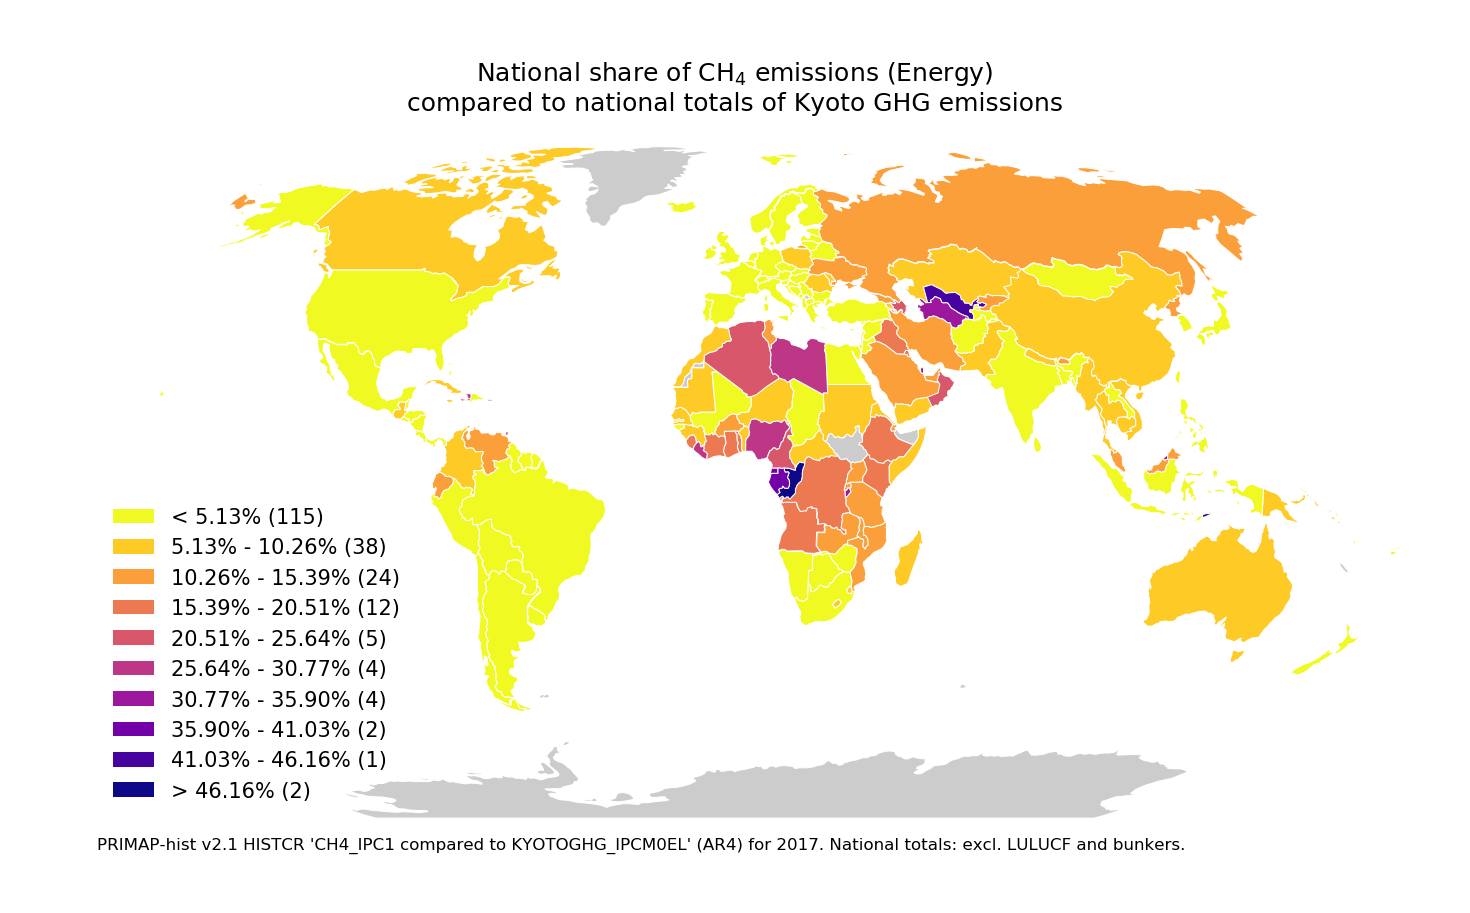 National share of CH₄ emissions (Energy)
compared to national totals of Kyoto GHG emissions
< 5.13% (115)
5.13% - 10.26% (38)
10.26% - 15.39% (24)
15.39% - 20.51% (12)
20.51% - 25.64% (5)
25.64% - 30.77% (4)
30.77% - 35.90% (4)
35.90% - 41.03% (2)
41.03% - 46.16% (1)
> 46.16% (2)
PRIMAP-hist v2.1 HISTCR 'CH4_IPC1 compared to KYOTOGHG_IPCM0EL' (AR4) for 2017. National totals: excl. LULUCF and bunkers.